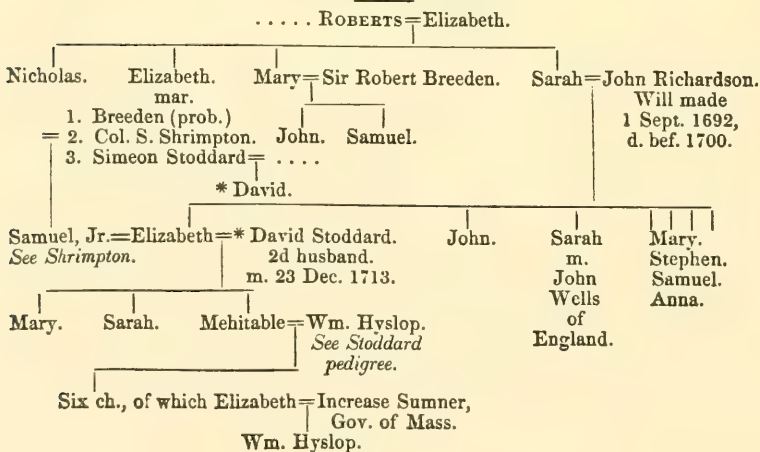 . . . . . ROBERTS=Elizabeth.
Nicholas. Elizabeth. Mary=Sir Robert Breeden. Sarah=John Richardson.
mar. Will made
1. Breeden (prob.) 1 Sept. 1692,
= 2. Col. S. Shrimpton. John. Samuel. d. bef. 1700.
3. Simeon Stoddard= . . . .
* David.
Samuel, Jr.=Elizabeth=* David Stoddard. John. Sarah Mary.
See Shrimpton. 2d husband. m. Stephen.
m. 23 Dec. 1713. John Samuel.
Wells Anna.
Mary. Sarah. Mehitable=Wm. Hyslop. of
See Stoddard England.
pedigree.
Six ch., of which Elizabeth=Increase Sumner,
Gov. of Mass.
Wm. Hyslop.